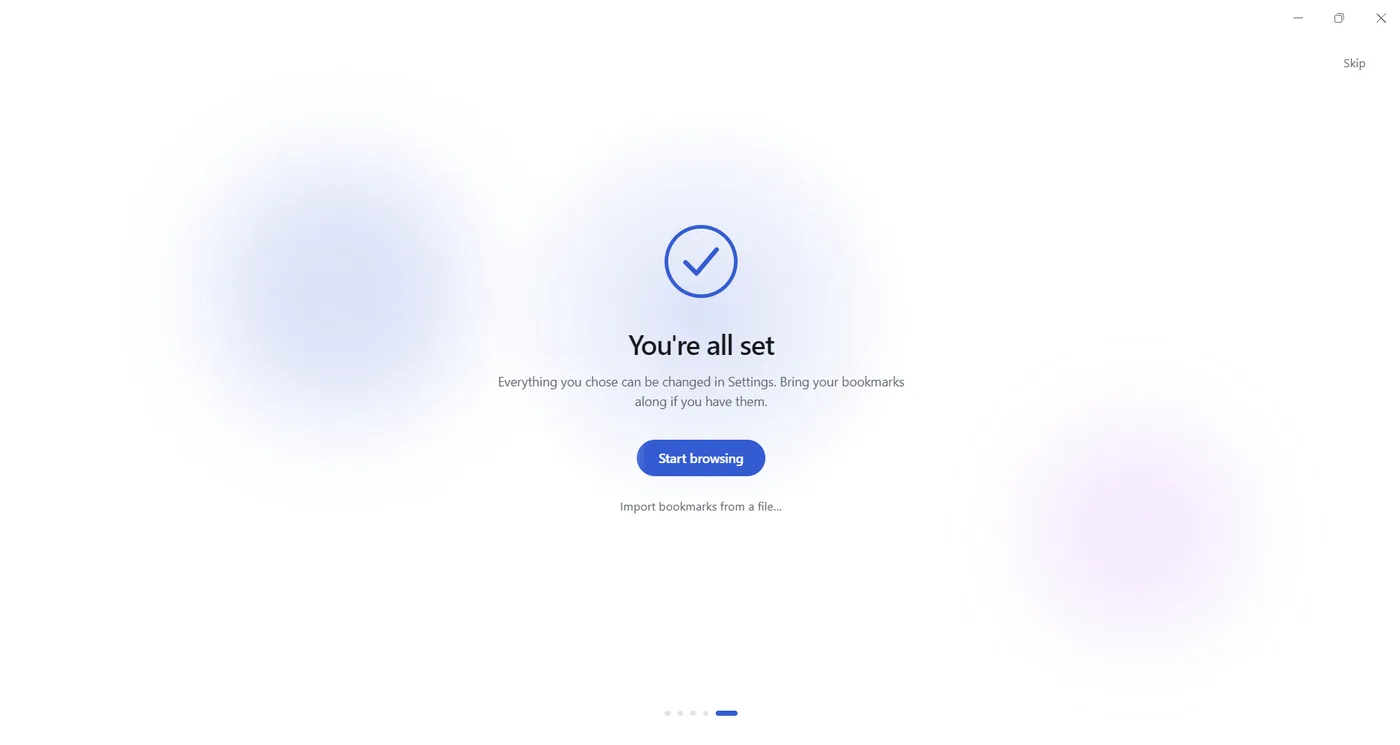 Skip
You're all set
Everything you chose can be changed in Settings. Bring your bookmarks
along if you have them.
Start browsing
Import bookmarks from a file...